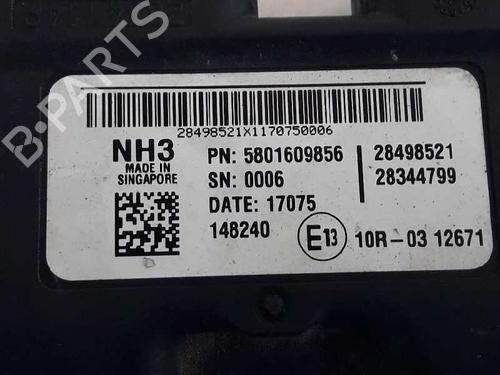 B-PARTS
28498521X1170750006
NH3
MADE IN
SINGAPORE
PN: 5801609856
SN: 0006
DATE: 17075
148240
28498521
28344799
E13
10R-03 12671